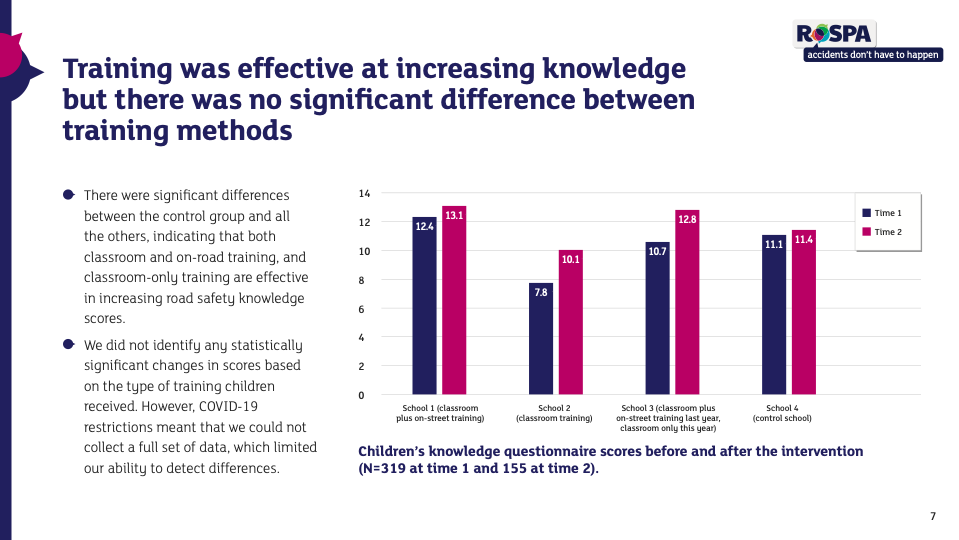 ROSPA
accidents don't have to happen
Training was effective at increasing knowledge
but there was no significant difference between
training methods
There were significant differences
between the control group and all
the others, indicating that both
classroom and on-road training, and
classroom-only training are effective
in increasing road safety knowledge
scores.
We did not identify any statistically
significant changes in scores based
on the type of training children
received. However, COVID-19
restrictions meant that we could not
collect a full set of data, which limited
our ability to detect differences.
14
12
10
8
6
4
2
0
12.4
13.1
7.8
10.1
10.7
12.8
11.1
11.4
Time 1
Time 2
School 1 (classroom
plus on-street training)
School 2
(classroom training)
School 3 (classroom plus
on-street training last year,
classroom only this year)
School 4
(control school)
Children's knowledge questionnaire scores before and after the intervention
(N=319 at time 1 and 155 at time 2).
7